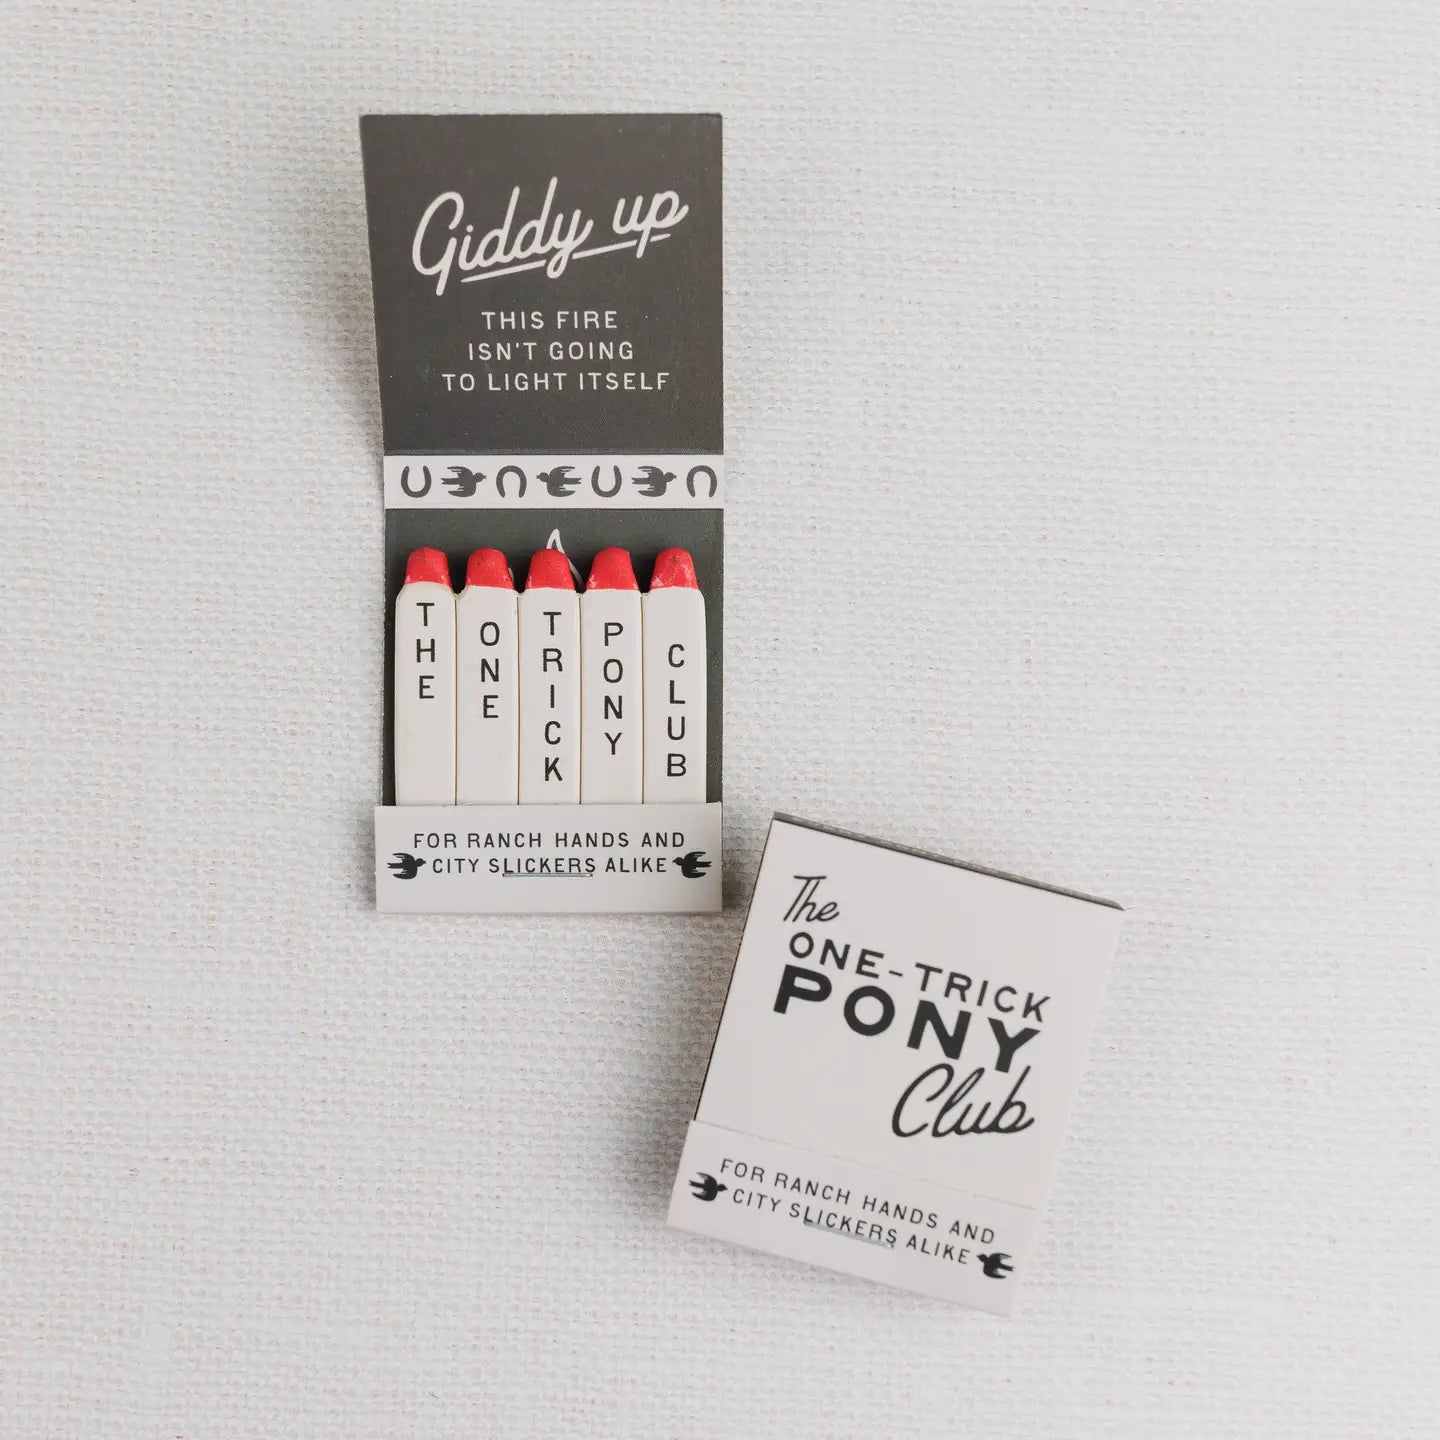 Giddy up
THIS FIRE
ISN'T GOING
TO LIGHT ITSELF
THE
ONE
TRICK
PONY
CLUB
FOR RANCH HANDS AND
CITY SLICKERS ALIKE
The
ONE-TRICK
PONY
Club
FOR RANCH HANDS AND
CITY SLICKERS ALIKE